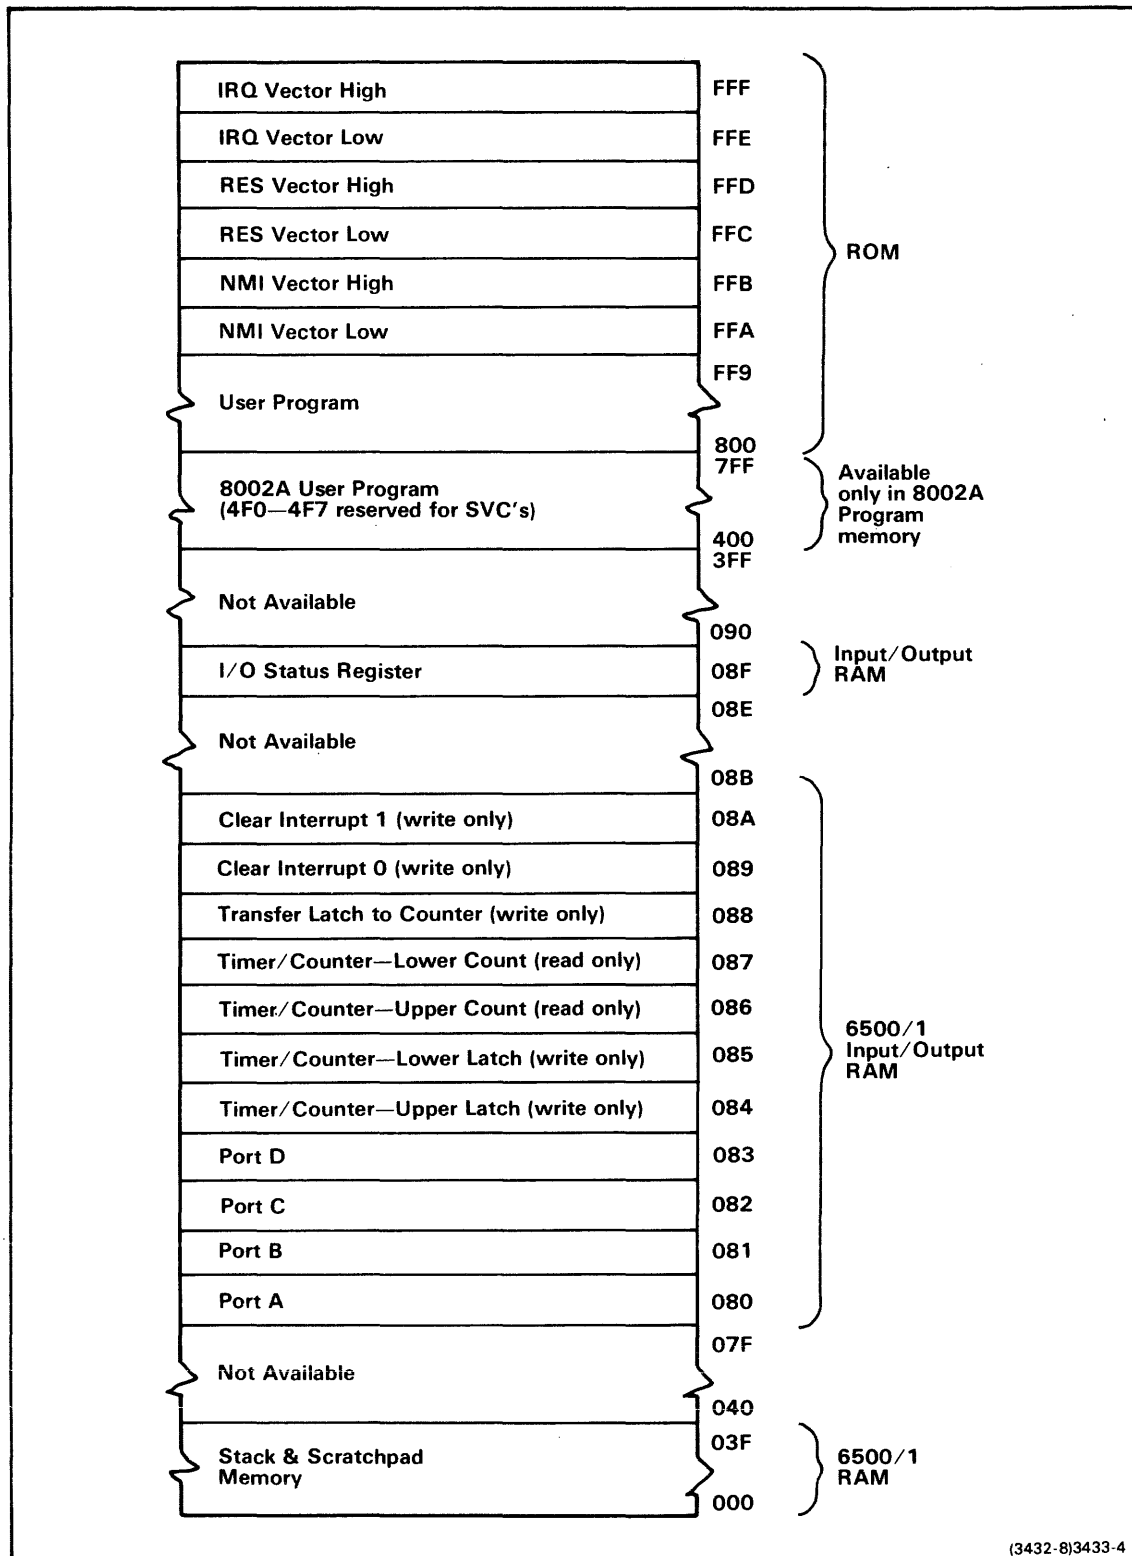 IRQ Vector High FFF
IRQ Vector Low FFE
RES Vector High FFD
RES Vector Low FFC
ROM
NMI Vector High FFB
NMI Vector Low FFA
FF9
User Program
800
7FF
8002A User Program
(4F0—4F7 reserved for SVC's)
Available
only in 8002A
Program
memory
400
3FF
Not Available
090
I/O Status Register 08F
Input/Output
RAM
08E
Not Available
08B
Clear Interrupt 1 (write only) 08A
Clear Interrupt 0 (write only) 089
Transfer Latch to Counter (write only) 088
Timer/Counter—Lower Count (read only) 087
Timer/Counter—Upper Count (read only) 086
6500/1
Input/Output
RAM
Timer/Counter—Lower Latch (write only) 085
Timer/Counter—Upper Latch (write only) 084
Port D 083
Port C 082
Port B 081
Port A 080
07F
Not Available
040
03F
Stack & Scratchpad
Memory
6500/1
RAM
000
(3432-8)3433-4